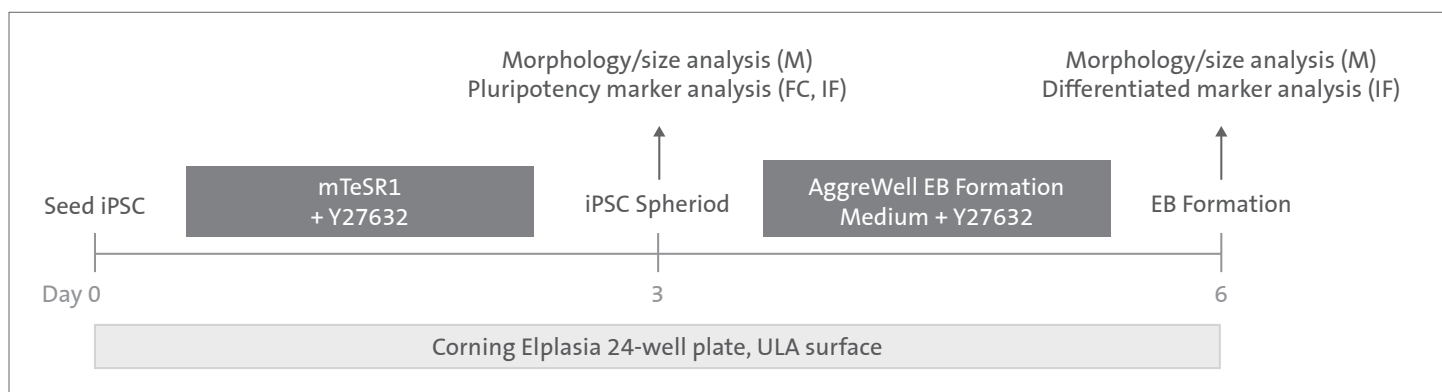 Morphology/size analysis (M)
Pluripotency marker analysis (FC, IF)
Morphology/size analysis (M)
Differentiated marker analysis (IF)
Seed iPSC
mTeSR1
+ Y27632
iPSC Spheriod
AggreWell EB Formation
Medium + Y27632
EB Formation
Day 0
3
6
Corning Elplasia 24-well plate, ULA surface